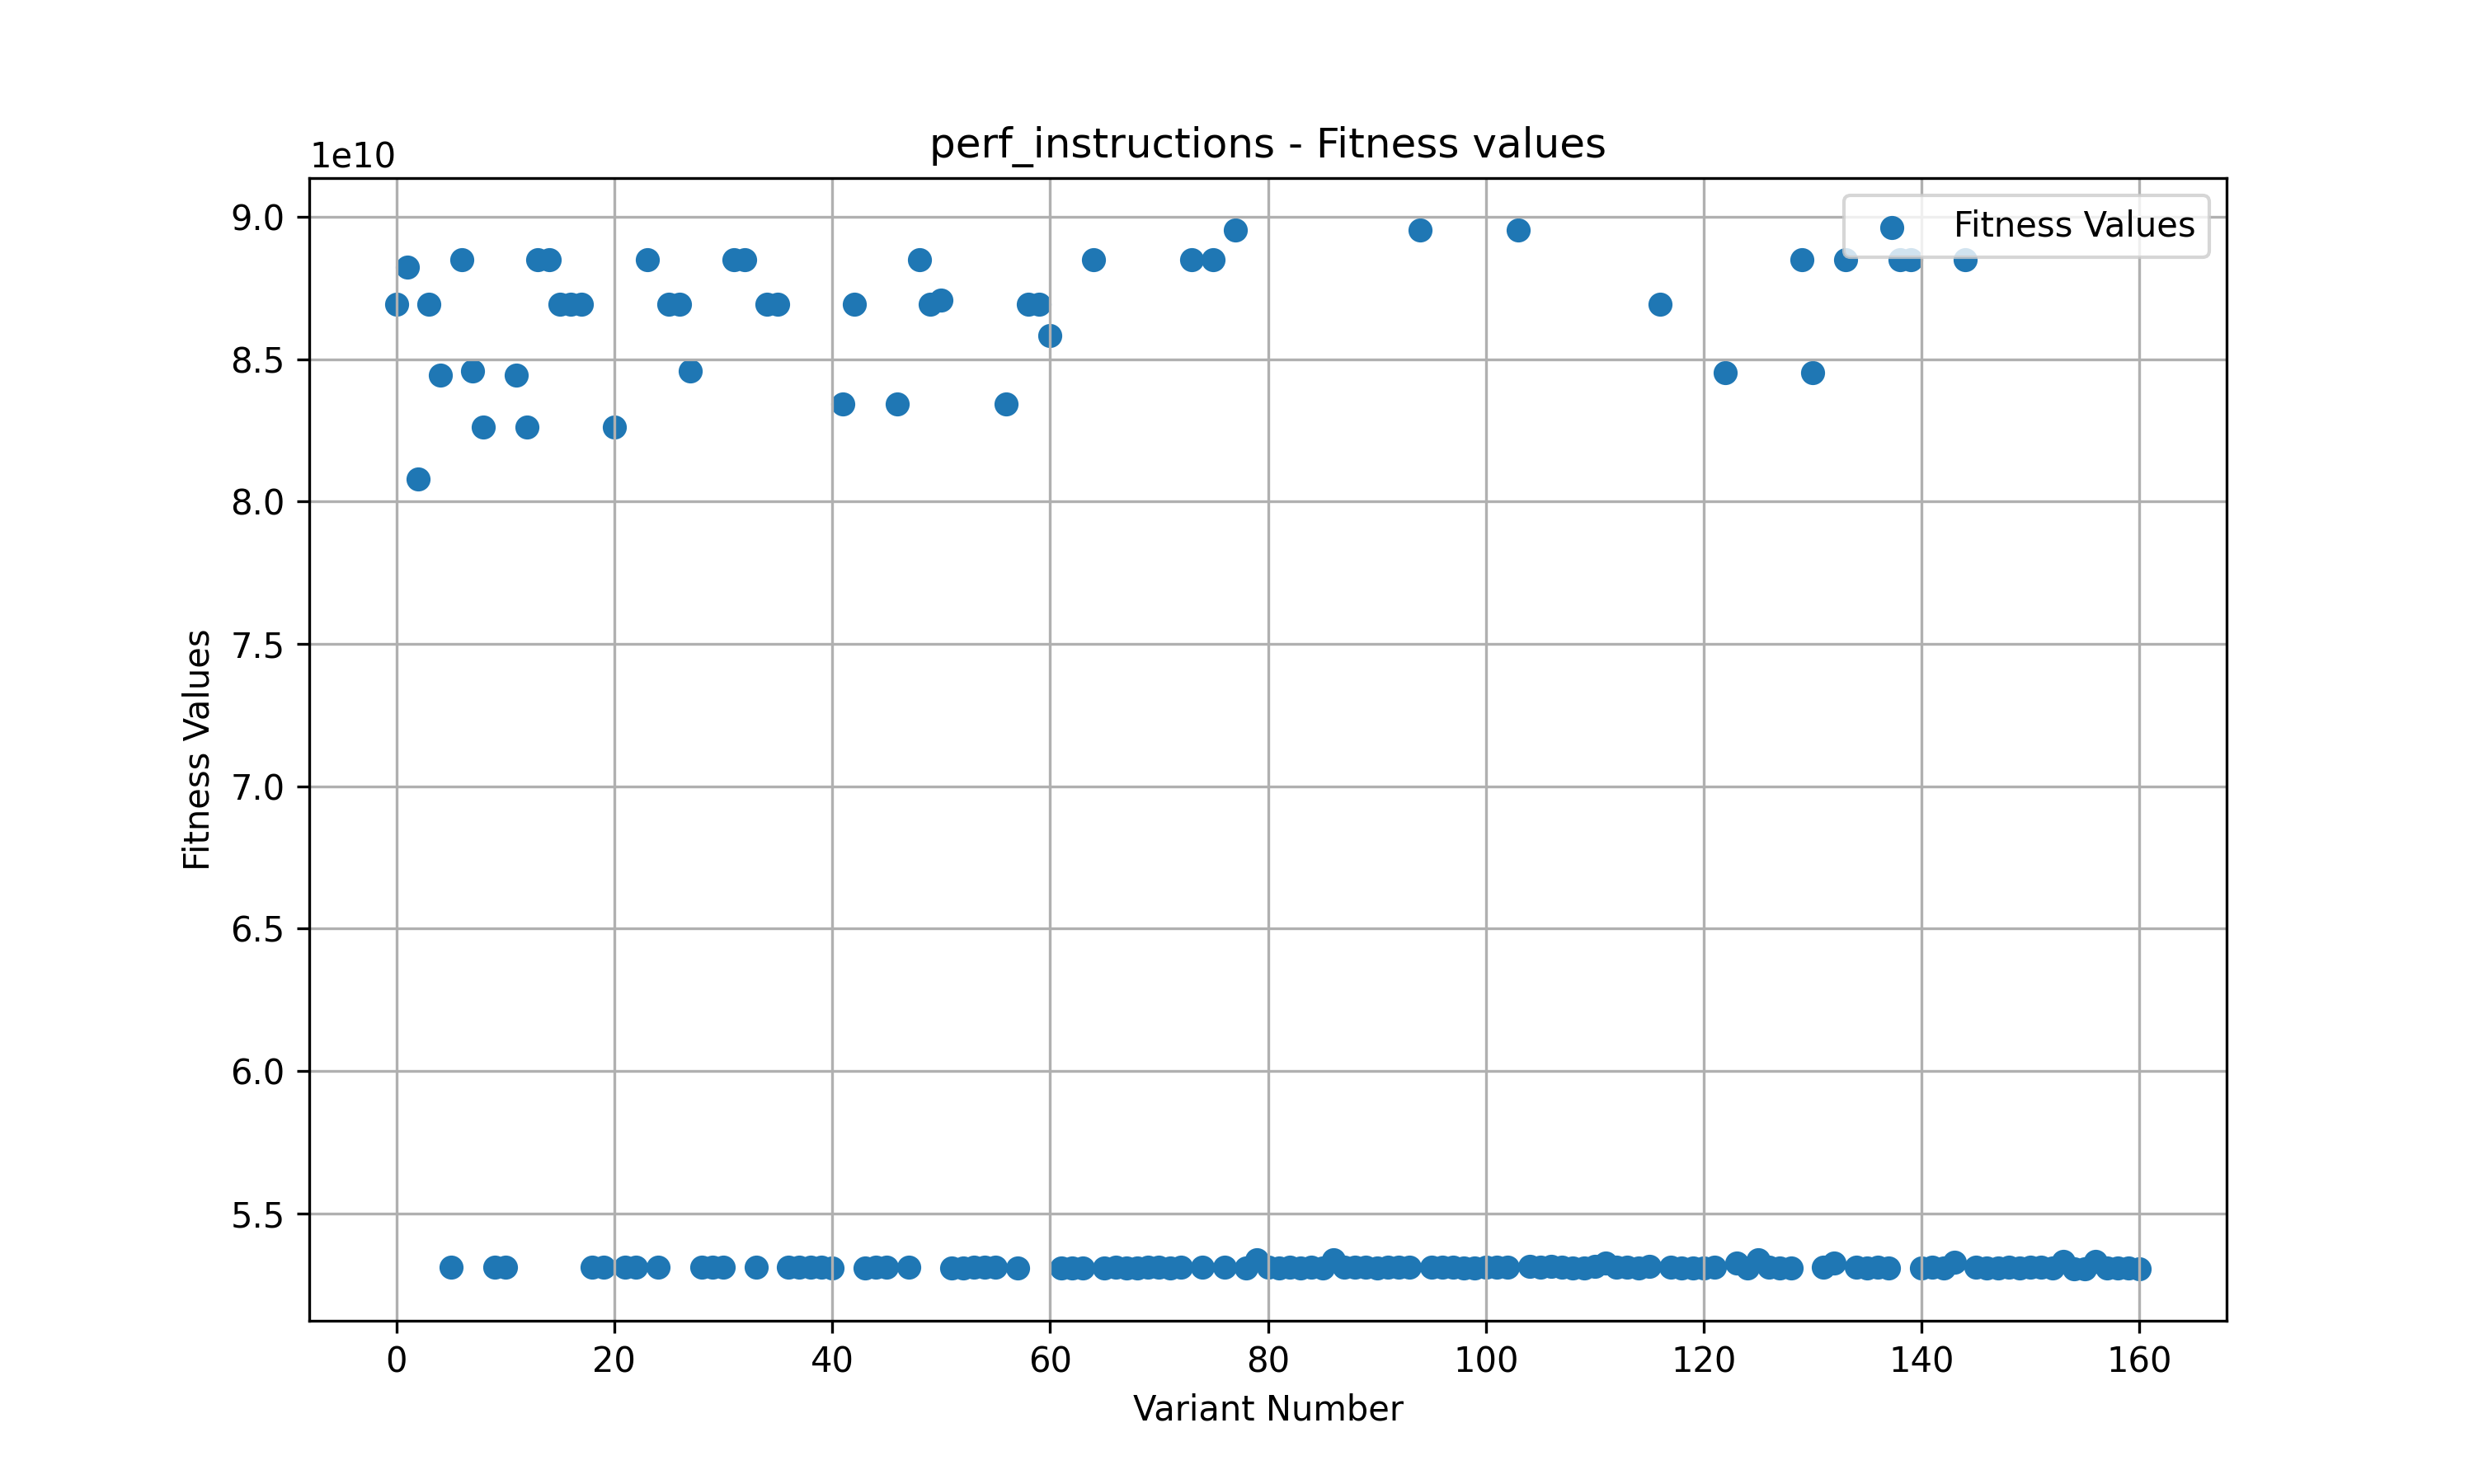 perf_instructions - Fitness values
1e10
Fitness Values
9.0
8.5
8.0
7.5
7.0
6.5
6.0
5.5
Fitness Values
0 20 40 60 80 100 120 140 160
Variant Number